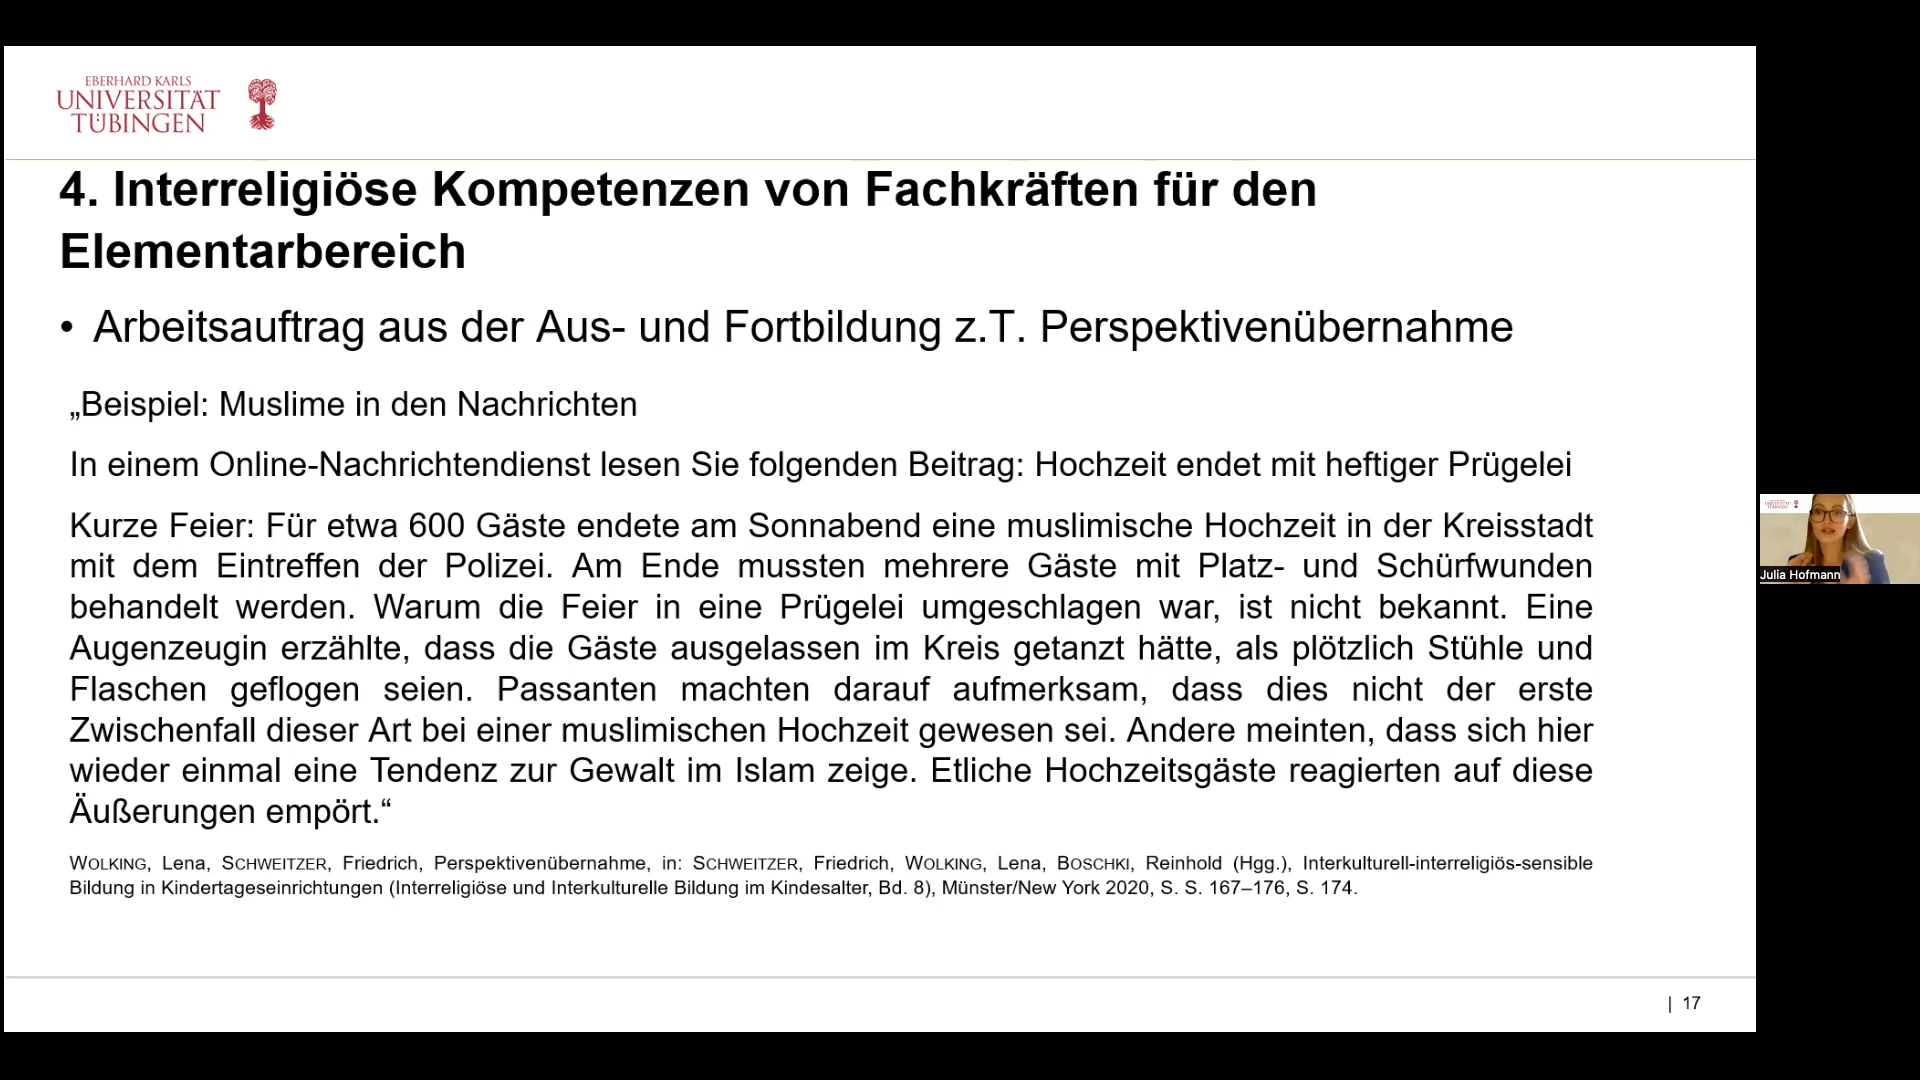 EBERHARD KARLS
UNIVERSITÄT
TÜBINGEN
4. Interreligiöse Kompetenzen von Fachkräften für den
Elementarbereich
• Arbeitsauftrag aus der Aus- und Fortbildung z.T. Perspektivenübernahme
„Beispiel: Muslime in den Nachrichten
In einem Online-Nachrichtendienst lesen Sie folgenden Beitrag: Hochzeit endet mit heftiger Prügelei
Kurze Feier: Für etwa 600 Gäste endete am Sonnabend eine muslimische Hochzeit in der Kreisstadt
mit dem Eintreffen der Polizei. Am Ende mussten mehrere Gäste mit Platz- und Schürfwunden
behandelt werden. Warum die Feier in eine Prügelei umgeschlagen war, ist nicht bekannt. Eine
Augenzeugin erzählte, dass die Gäste ausgelassen im Kreis getanzt hätte, als plötzlich Stühle und
Flaschen geflogen seien. Passanten machten darauf aufmerksam, dass dies nicht der erste
Zwischenfall dieser Art bei einer muslimischen Hochzeit gewesen sei. Andere meinten, dass sich hier
wieder einmal eine Tendenz zur Gewalt im Islam zeige. Etliche Hochzeitsgäste reagierten auf diese
Äußerungen empört.“
WOLKING, Lena, SCHWEITZER, Friedrich, Perspektivenübernahme, in: SCHWEITZER, Friedrich, WOLKING, Lena, BOSCHKI, Reinhold (Hgg.), Interkulturell-interreligiös-sensible
Bildung in Kindertageseinrichtungen (Interreligiöse und Interkulturelle Bildung im Kindesalter, Bd. 8), Münster/New York 2020, S. S. 167–176, S. 174.
| 17
Julia Hofmann